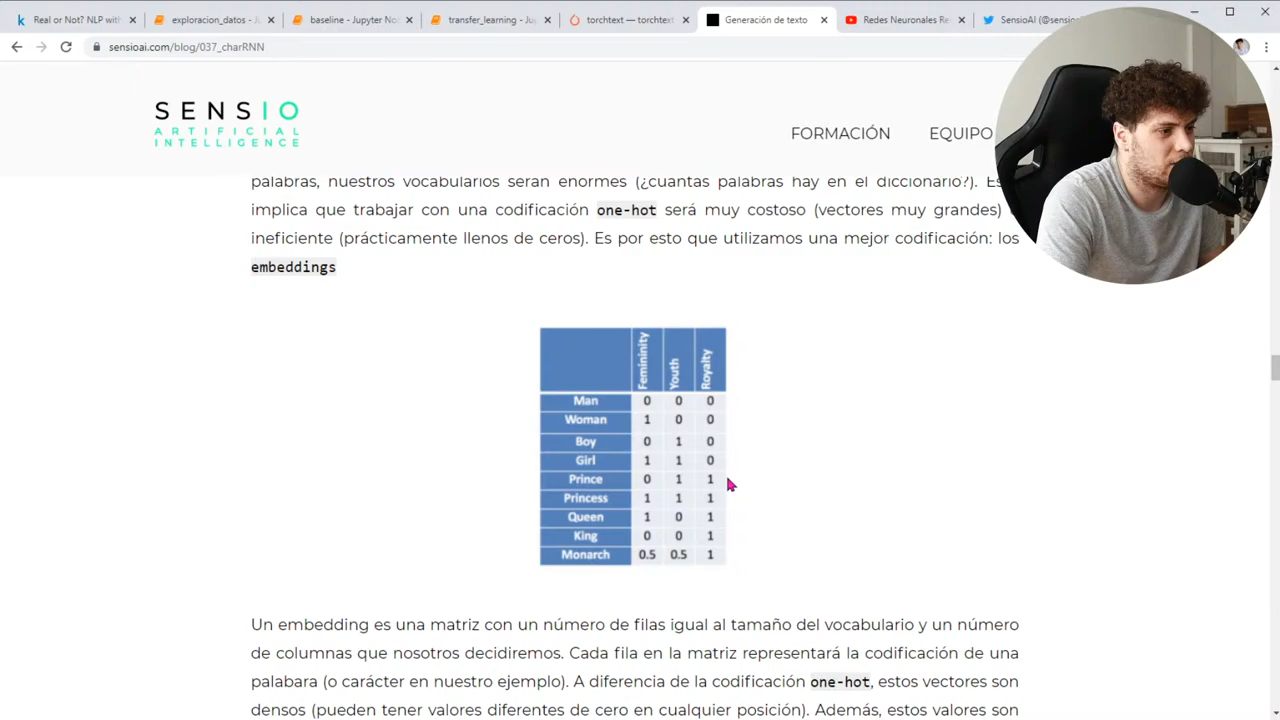 Real or Not? NLP with
exploracion_datos - Ju
baseline - Jupyter No
transfer_learning - Ju
torchtext — torchtext
Generación de texto
Redes Neuronales Re
SensioAI (@sensio
sensioai.com/blog/037_charRNN
SENSIO
ARTIFICIAL
INTELLIGENCE
FORMACIÓN
EQUIPO
palabras, nuestros vocabularios serán enormes (¿cuantas palabras hay en el diccionario?).
implica que trabajar con una codificación one-hot será muy costoso (vectores muy grandes)
ineficiente (prácticamente llenos de ceros). Es por esto que utilizamos una mejor codificación: los
embeddings
Femininity Youth Royalty
Man 0 0 0
Woman 1 0 0
Boy 0 1 0
Girl 1 1 0
Prince 0 1 1
Princess 1 1 1
Queen 1 0 1
King 0 0 1
Monarch 0.5 0.5 1
Un embedding es una matriz con un número de filas igual al tamaño del vocabulario y un número
de columnas que nosotros decidiremos. Cada fila en la matriz representará la codificación de una
palabara (o carácter en nuestro ejemplo). A diferencia de la codificación one-hot, estos vectores son
densos (pueden tener valores diferentes de cero en cualquier posición). Además, estos valores son